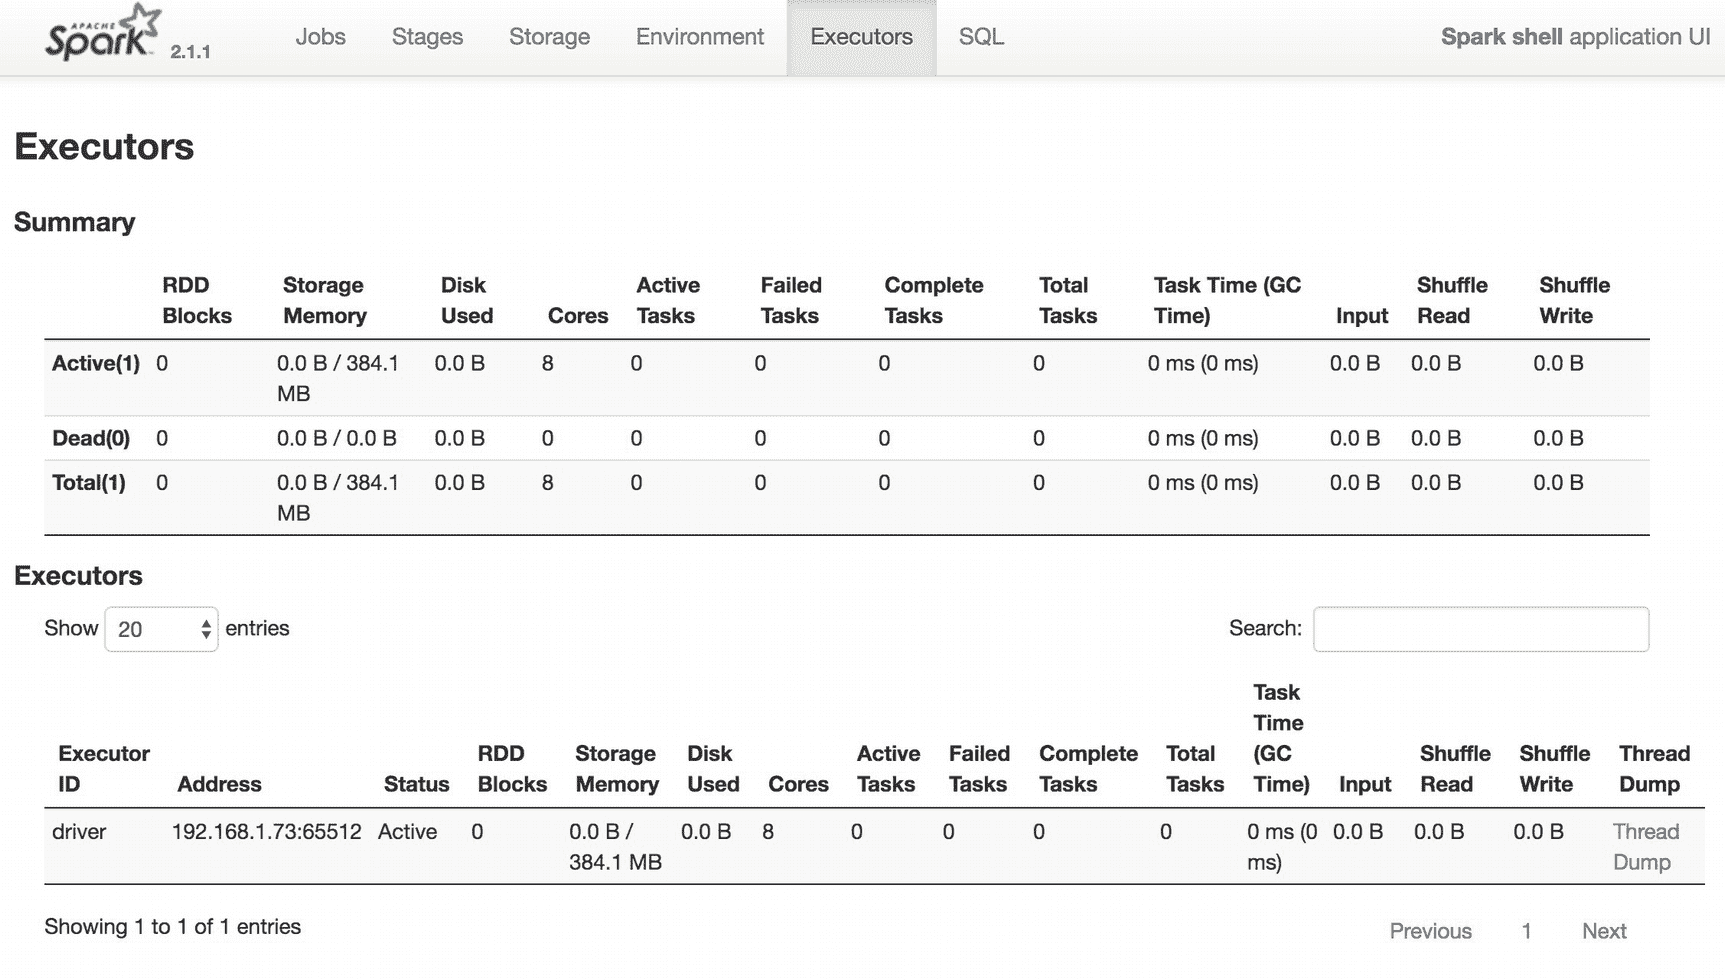 APACHE
Spark 2.1.1 Jobs Stages Storage Environment Executors SQL Spark shell application UI
Executors
Summary
RDD Storage Disk Active Failed Complete Total Task Time (GC Shuffle Shuffle
Blocks Memory Used Cores Tasks Tasks Tasks Tasks Time) Input Read Write
Active(1) 0 0.0 B / 384.1 0.0 B 8 0 0 0 0 0 ms (0 ms) 0.0 B 0.0 B 0.0 B
MB
Dead(0) 0 0.0 B / 0.0 B 0.0 B 0 0 0 0 0 0 ms (0 ms) 0.0 B 0.0 B 0.0 B
Total(1) 0 0.0 B / 384.1 0.0 B 8 0 0 0 0 0 ms (0 ms) 0.0 B 0.0 B 0.0 B
MB
Executors
Show 20 entries Search:
Task
Time
Executor RDD Storage Disk Active Failed Complete Total (GC Shuffle Shuffle Thread
ID Address Status Blocks Memory Used Cores Tasks Tasks Tasks Tasks Time) Input Read Write Dump
driver 192.168.1.73:65512 Active 0 0.0 B / 0.0 B 8 0 0 0 0 0 ms (0 0.0 B 0.0 B 0.0 B Thread
384.1 MB ms) Dump
Showing 1 to 1 of 1 entries Previous 1 Next